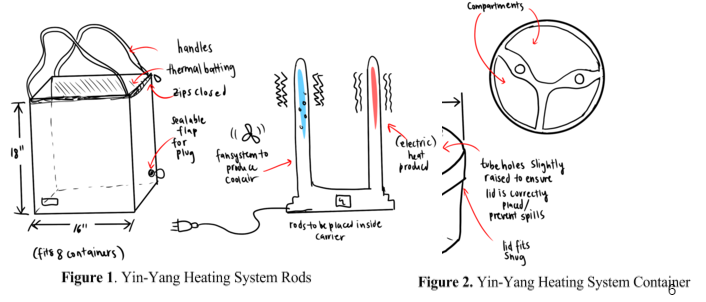 handles
thermal batting
zips closed
sealable
flap
for
plug
18"
16"
(fits 8 containers)
fan system to
produce
cool air
(electric)
heat
produced
rods to be placed inside
carrier
Figure 1. Yin-Yang Heating System Rods
compartments
tube holes slightly
raised to ensure
lid is correctly
placed/
prevent spills
lid fits
snug
Figure 2. Yin-Yang Heating System Container
6